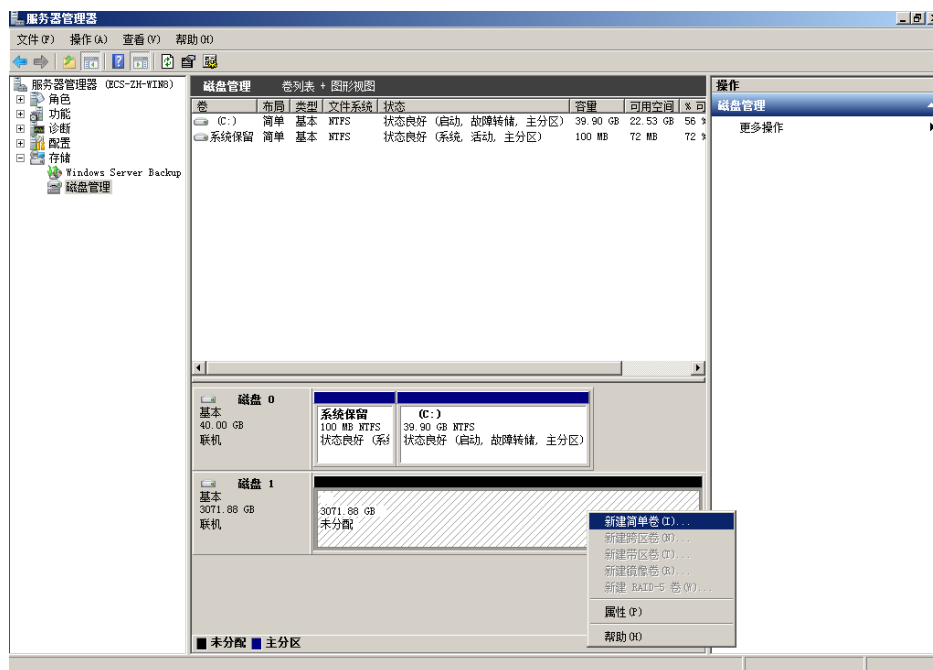 服务器管理器
文件(F) 操作(A) 查看(V) 帮助(H)
服务器管理器 (ECS-ZH-WIN8)
角色
功能
诊断
配置
存储
Windows Server Backup
磁盘管理
磁盘管理 卷列表 + 图形视图
卷 布局 类型 文件系统 状态 容量 可用空间 % 可
(C:) 简单 基本 NTFS 状态良好 (启动, 故障转储, 主分区) 39.90 GB 22.53 GB 56 %
系统保留 简单 基本 NTFS 状态良好 (系统, 活动, 主分区) 100 MB 72 MB 72 %
磁盘 0
基本
40.00 GB
联机
系统保留
100 MB NTFS
状态良好 (系统
(C:)
39.90 GB NTFS
状态良好 (启动, 故障转储, 主分区)
磁盘 1
基本
3071.88 GB
联机
3071.88 GB
未分配
新建简单卷(I)...
新建跨区卷(N)...
新建带区卷(T)...
新建镜像卷(R)...
新建 RAID-5 卷(W)...
属性(P)
帮助(H)
未分配 主分区
操作
磁盘管理
更多操作